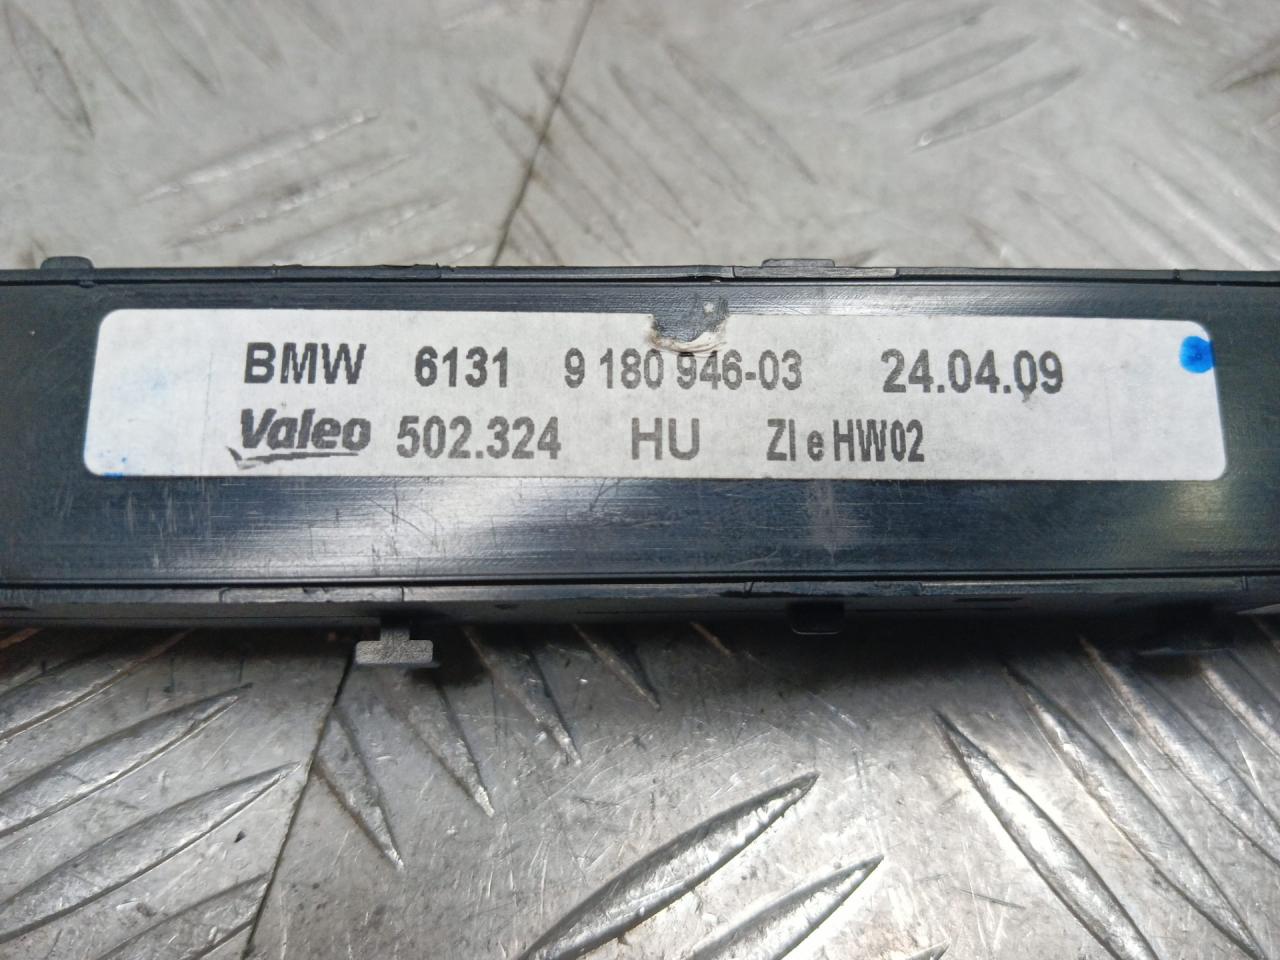 BMW 6131 9 180 946-03 24.04.09
Valeo 502.324 HU ZI e HW02